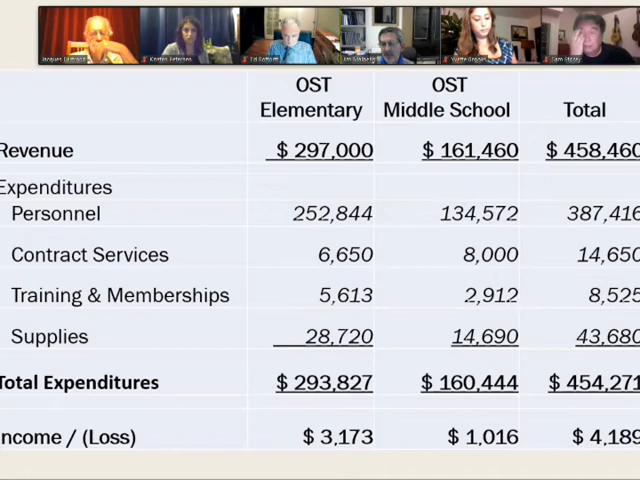 Kristen Petersen
OST OST
Elementary Middle School Total
Revenue $ 297,000 $ 161,460 $ 458,460
Expenditures
Personnel 252,844 134,572 387,416
Contract Services 6,650 8,000 14,650
Training & Memberships 5,613 2,912 8,525
Supplies 28,720 14,690 43,680
Total Expenditures $ 293,827 $ 160,444 $ 454,271
Income / (Loss) $ 3,173 $ 1,016 $ 4,189